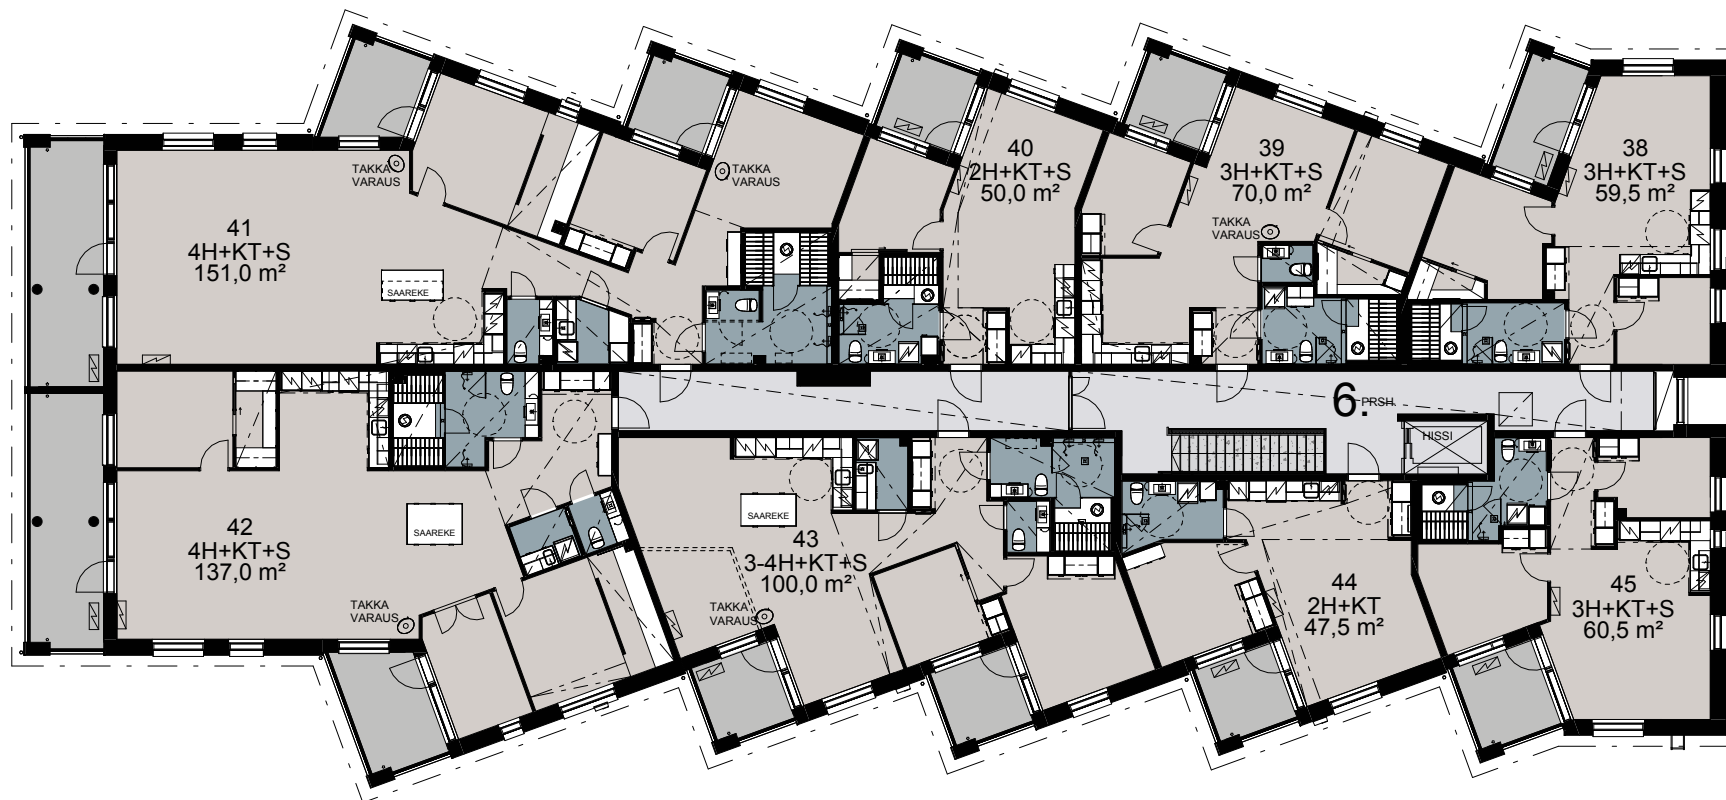 41
4H+KT+S
151,0 m²
TAKKA
VARAUS
SAAREKE
TAKKA
VARAUS
40
2H+KT+S
50,0 m²
39
3H+KT+S
70,0 m²
TAKKA
VARAUS
38
3H+KT+S
59,5 m²
6. PRSH
HISSI
42
4H+KT+S
137,0 m²
SAAREKE
TAKKA
VARAUS
43
3-4H+KT+S
100,0 m²
SAAREKE
TAKKA
VARAUS
44
2H+KT
47,5 m²
45
3H+KT+S
60,5 m²